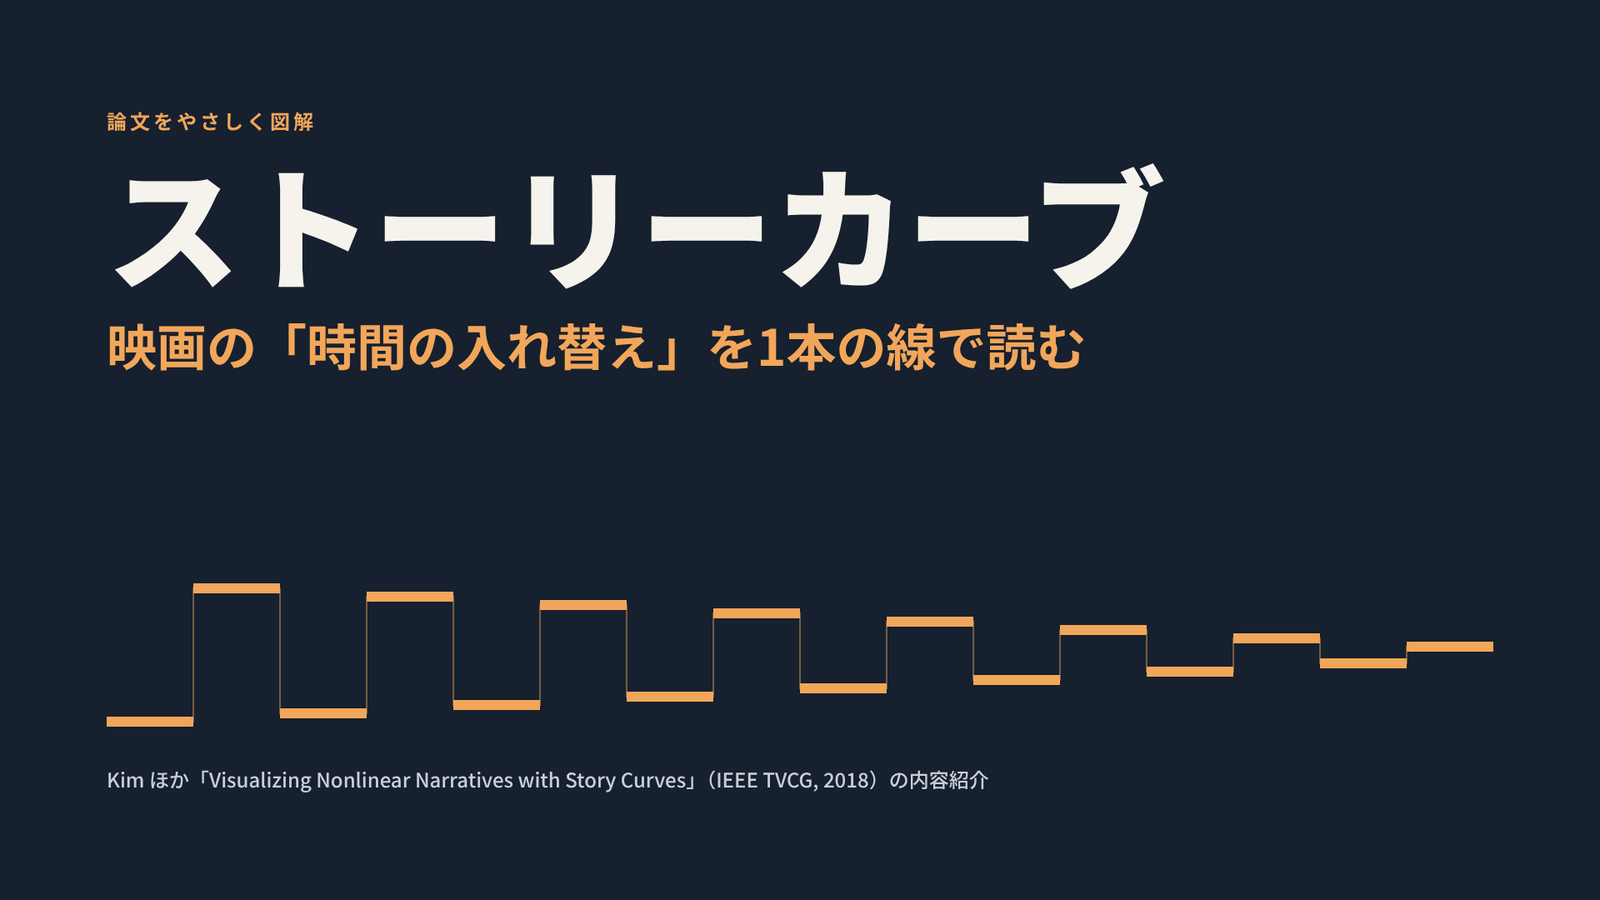 論文をやさしく図解
ストーリーカーブ
映画の「時間の入れ替え」を1本の線で読む
Kim ほか「Visualizing Nonlinear Narratives with Story Curves」（IEEE TVCG, 2018）の内容紹介